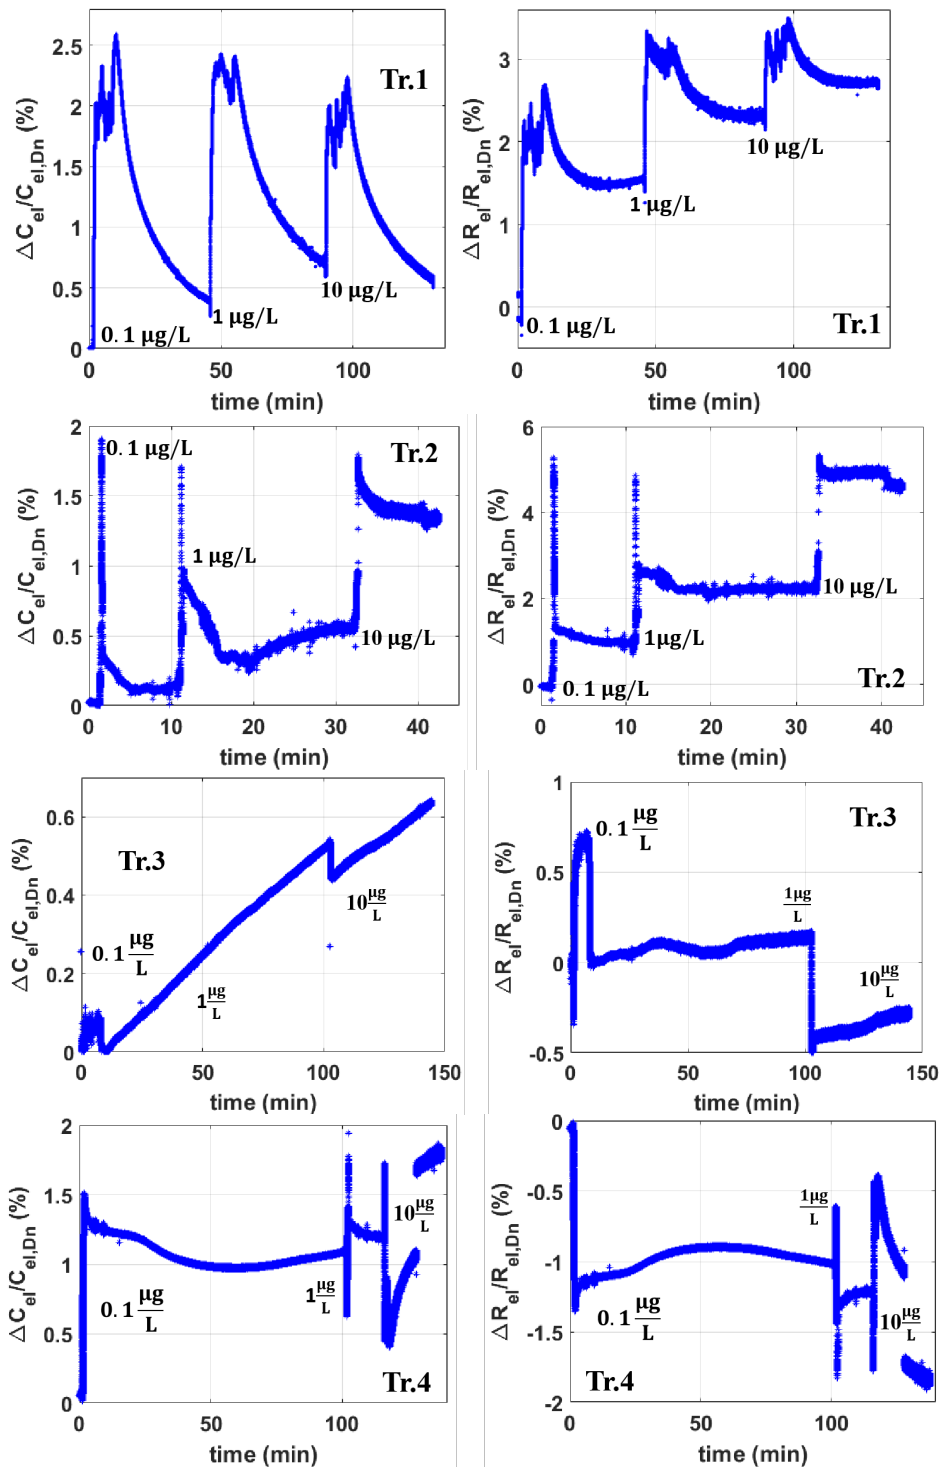 ΔC_el/C_el,Dn (%)
2.5
2
1.5
1
0.5
0
Tr.1
0.1 μg/L
1 μg/L
10 μg/L
0 50 100
time (min)
ΔR_el/R_el,Dn (%)
3
2
1
0
10 μg/L
1 μg/L
0.1 μg/L
Tr.1
0 50 100
time (min)
ΔC_el/C_el,Dn (%)
2
1.5
1
0.5
0
0.1 μg/L
Tr.2
1 μg/L
10 μg/L
0 10 20 30 40
time (min)
ΔR_el/R_el,Dn (%)
6
4
2
0
10 μg/L
1μg/L
0.1 μg/L
Tr.2
0 10 20 30 40
time (min)
ΔC_el/C_el,Dn (%)
0.6
0.4
0.2
0
Tr.3
10 μg/L
0.1 μg/L
1 μg/L
0 50 100 150
time (min)
ΔR_el/R_el,Dn (%)
1
0.5
0
-0.5
0.1 μg/L
Tr.3
1μg/L
10 μg/L
0 50 100 150
time (min)
ΔC_el/C_el,Dn (%)
2
1.5
1
0.5
0
10 μg/L
0.1 μg/L
1 μg/L
Tr.4
0 50 100
time (min)
ΔR_el/R_el,Dn (%)
0
-0.5
-1
-1.5
-2
1μg/L
0.1 μg/L
10 μg/L
Tr.4
0 50 100
time (min)